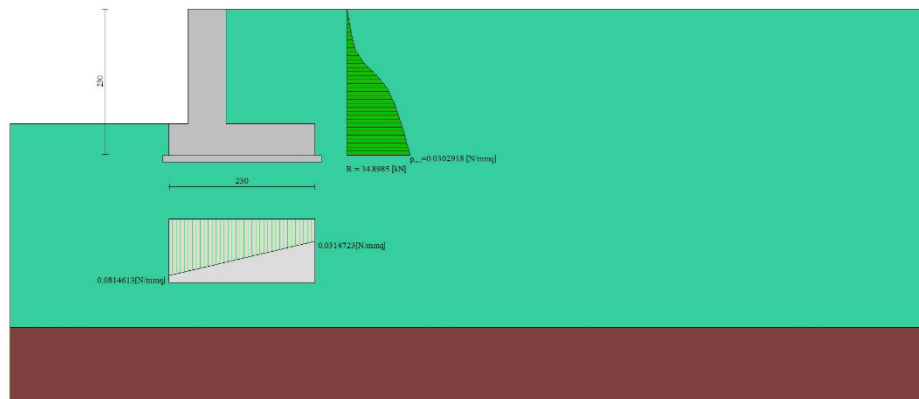 230
p
=0.0302918 [N/mmq]
R = 34.8985 [kN]
230
0.0314723[N/mmq]
0.0814613[N/mmq]